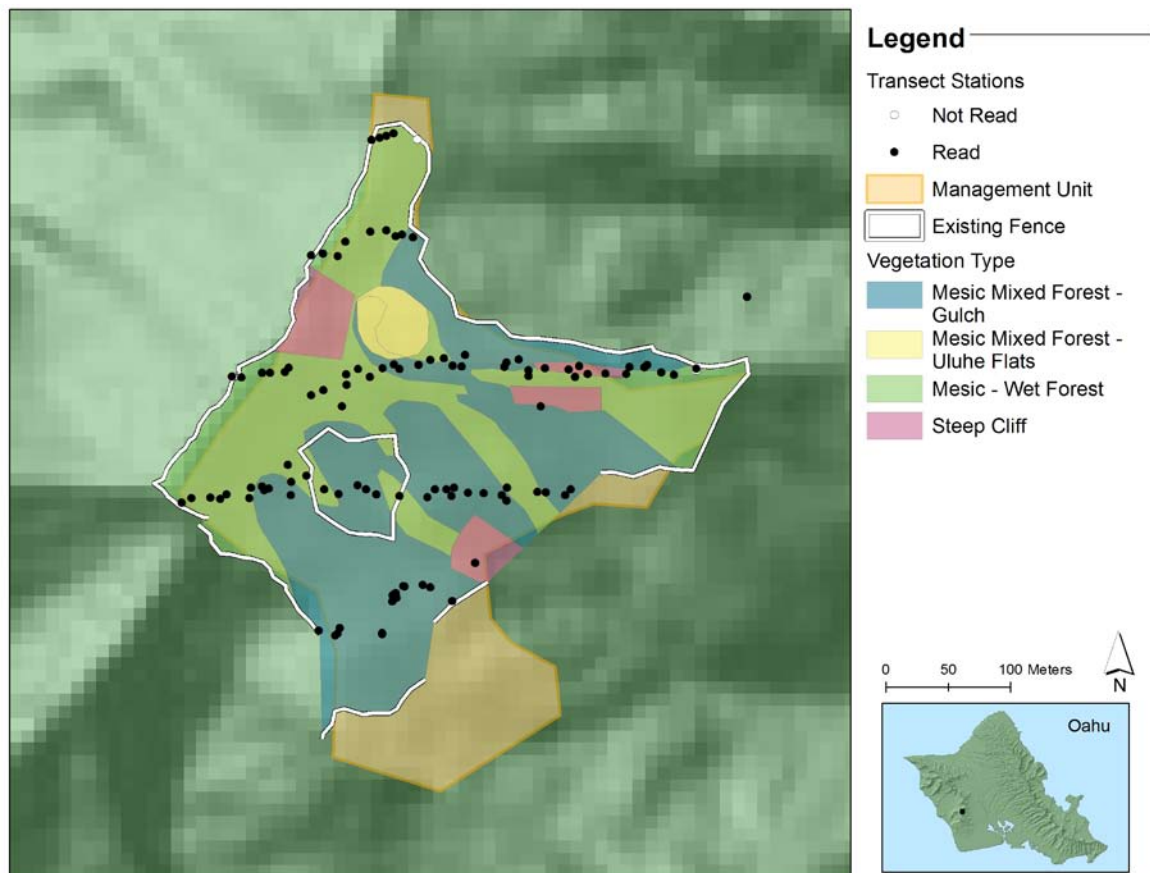 Legend
Transect Stations
Not Read
Read
Management Unit
Existing Fence
Vegetation Type
Mesic Mixed Forest -
Gulch
Mesic Mixed Forest -
Uluhe Flats
Mesic - Wet Forest
Steep Cliff
0 50 100 Meters
N
Oahu